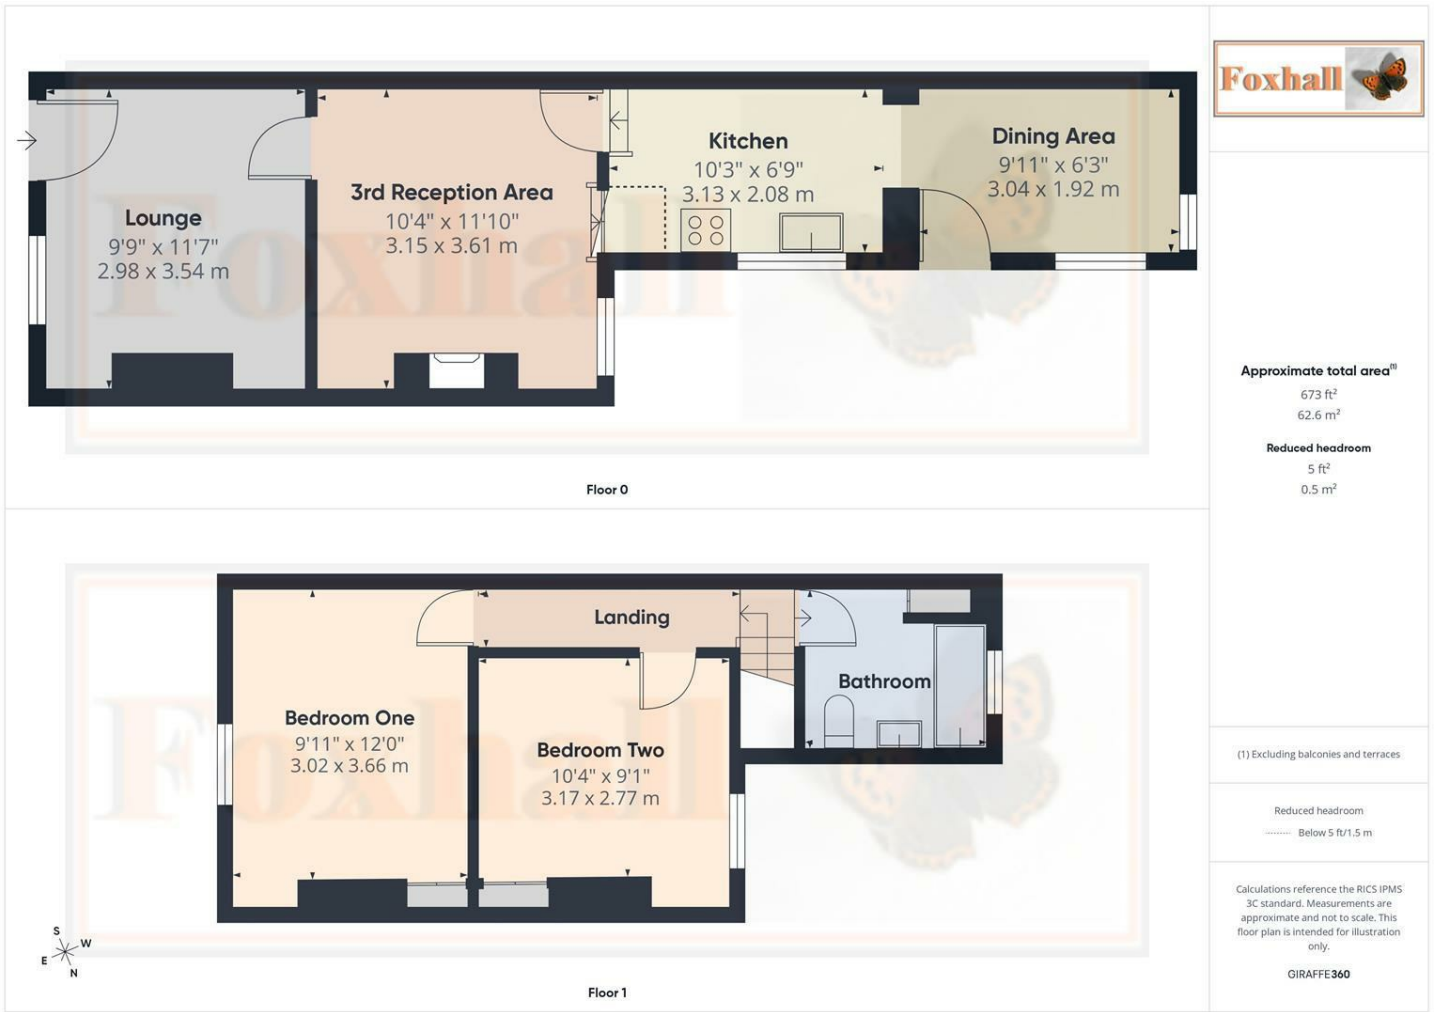 Foxhall
Lounge
9'9" x 11'7"
2.98 x 3.54 m
3rd Reception Area
10'4" x 11'10"
3.15 x 3.61 m
Kitchen
10'3" x 6'9"
3.13 x 2.08 m
Dining Area
9'11" x 6'3"
3.04 x 1.92 m
Foxhall
Floor 0
Approximate total area(1)
673 ft²
62.6 m²
Reduced headroom
5 ft²
0.5 m²
Landing
Bathroom
Bedroom One
9'11" x 12'0"
3.02 x 3.66 m
Bedroom Two
10'4" x 9'1"
3.17 x 2.77 m
Foxhall
S
W
E
N
Floor 1
(1) Excluding balconies and terraces
Reduced headroom
Below 5 ft/1.5 m
Calculations reference the RICS IPMS
3C standard. Measurements are
approximate and not to scale. This
floor plan is intended for illustration
only.
GIRAFFE360